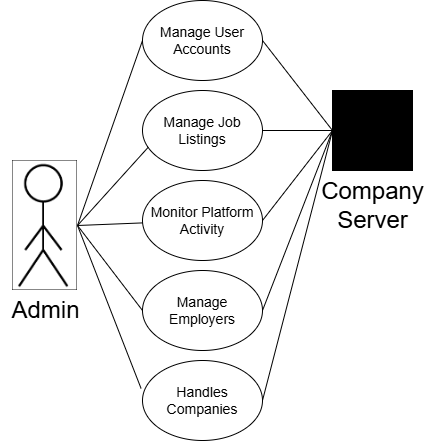 Manage User
Accounts
Manage Job
Listings
Monitor Platform
Activity
Manage
Employers
Handles
Companies
Admin
Company
Server